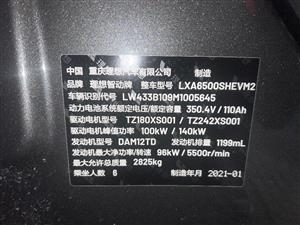 中国 重庆理想汽车有限公司 制造
品牌 理想智动牌 整车型号 LXA6500SHEVM2
车辆识别代号 LW433B109M1005645
动力电池系统额定电压/额定容量 350.4V / 110Ah
驱动电机型号 TZ180XS001 / TZ242XS001
驱动电机峰值功率 100kW / 140kW
发动机型号 DAM12TD 发动机排量 1199mL
发动机最大净功率/转速 96kW / 5500r/min
最大允许总质量 2825kg
乘坐人数 6 制造年月 2021-01